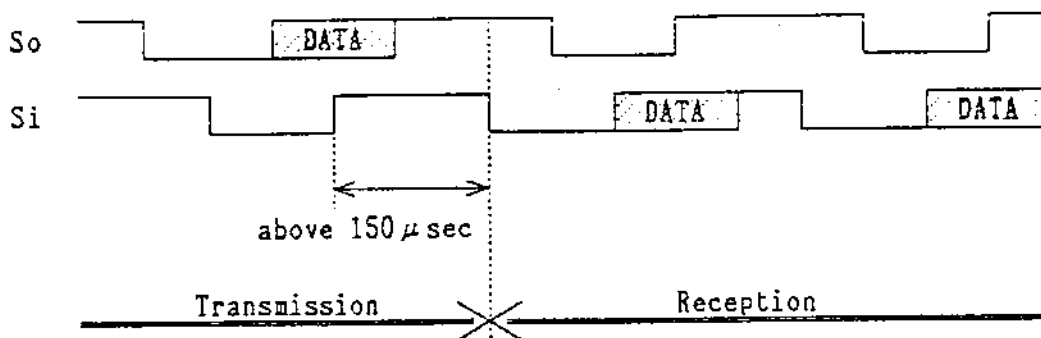 So DATA
Si DATA DATA
above 150μsec
Transmission Reception